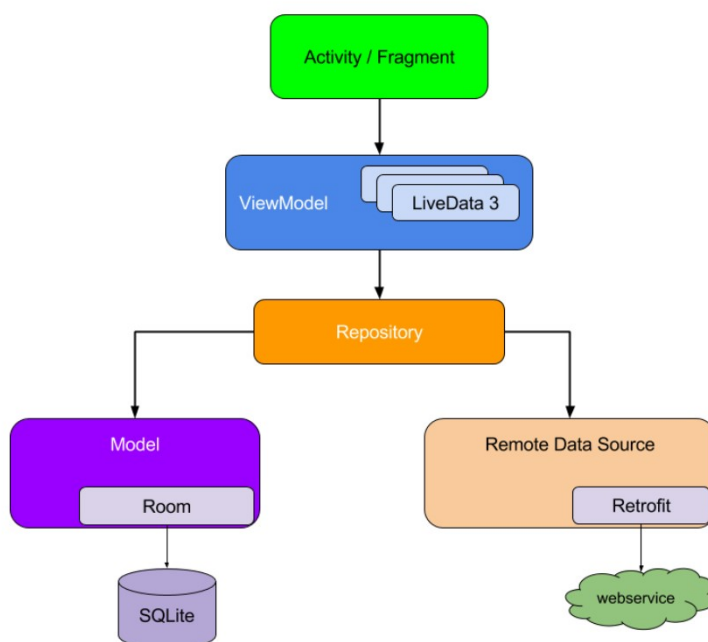 Activity / Fragment
ViewModel
LiveData 3
Repository
Model
Room
SQLite
Remote Data Source
Retrofit
webservice